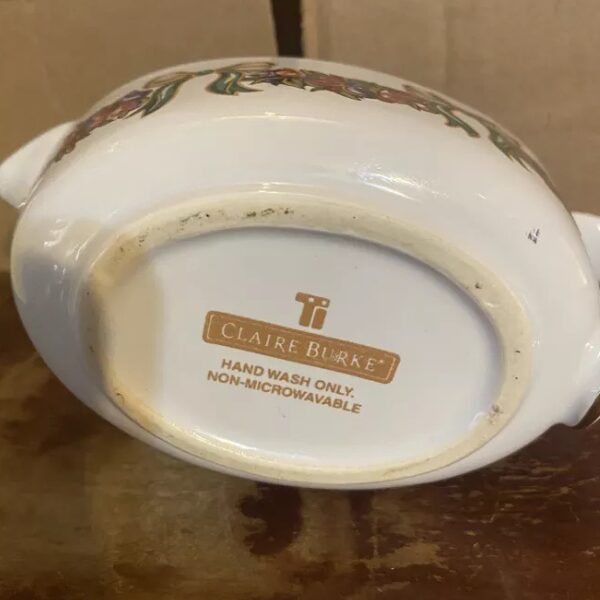 Ti
CLAIRE BURKE®
HAND WASH ONLY.
NON-MICROWAVABLE